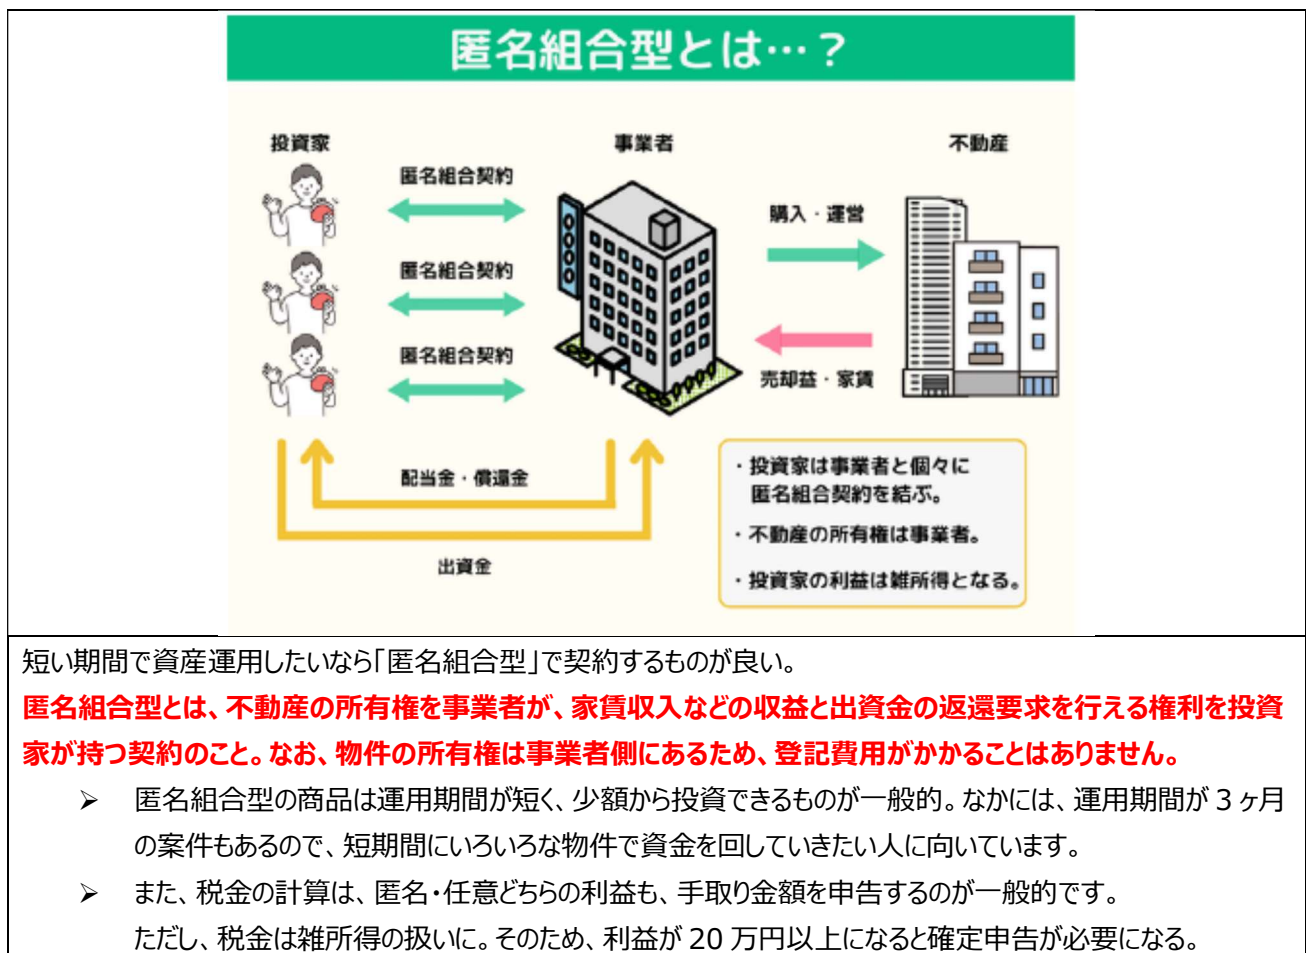 匿名組合型とは…？
投資家
事業者
不動産
匿名組合契約
匿名組合契約
匿名組合契約
購入・運営
売却益・家賃
配当金・償還金
出資金
・投資家は事業者と個々に
匿名組合契約を結ぶ。
・不動産の所有権は事業者。
・投資家の利益は雑所得となる。
短い期間で資産運用したいなら「匿名組合型」で契約するものが良い。
匿名組合型とは、不動産の所有権を事業者が、家賃収入などの収益と出資金の返還要求を行える権利を投資
家が持つ契約のこと。なお、物件の所有権は事業者側にあるため、登記費用がかかることはありません。
➢ 匿名組合型の商品は運用期間が短く、少額から投資できるものが一般的。なかには、運用期間が 3 ヶ月
の案件もあるので、短期間にいろいろな物件で資金を回していきたい人に向いています。
➢ また、税金の計算は、匿名・任意どちらの利益も、手取り金額を申告するのが一般的です。
ただし、税金は雑所得の扱いに。そのため、利益が 20 万円以上になると確定申告が必要になる。